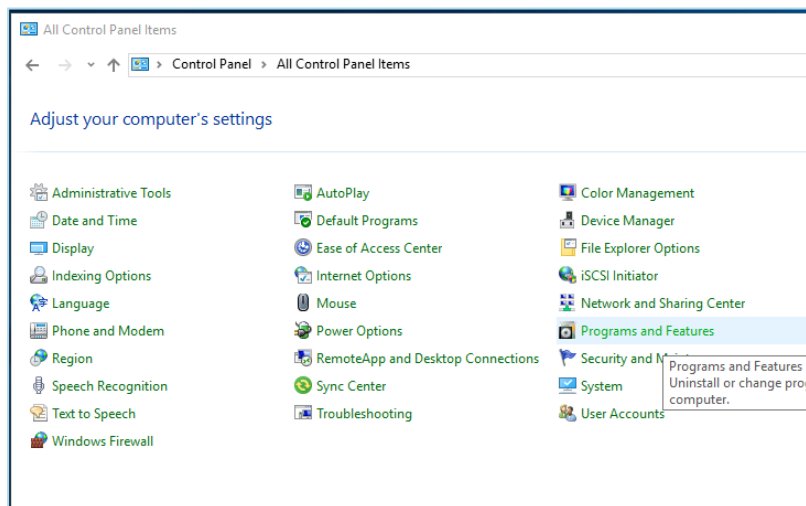 All Control Panel Items
Control Panel > All Control Panel Items
Adjust your computer's settings
Administrative Tools
Date and Time
Display
Indexing Options
Language
Phone and Modem
Region
Speech Recognition
Text to Speech
Windows Firewall
AutoPlay
Default Programs
Ease of Access Center
Internet Options
Mouse
Power Options
RemoteApp and Desktop Connections
Sync Center
Troubleshooting
Color Management
Device Manager
File Explorer Options
iSCSI Initiator
Network and Sharing Center
Programs and Features
Security and
System
User Accounts
Programs and Features
Uninstall or change
computer.